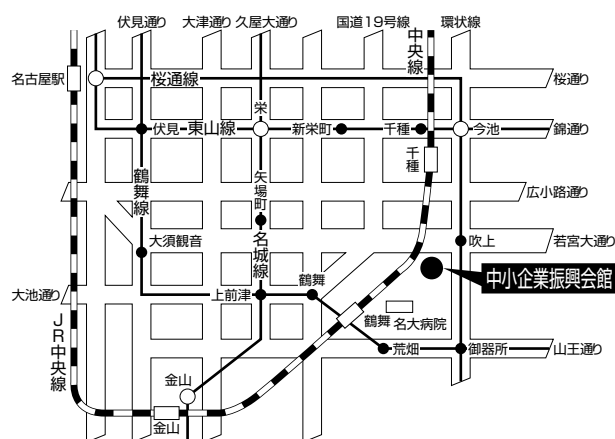 伏見通り
大津通り
久屋大通り
国道19号線
環状線
中央線
名古屋駅
桜通線
桜通り
栄
伏見
東山線
新栄町
千種
今池
錦通り
千種
鶴舞線
矢場町
広小路通り
大須観音
名城線
吹上
若宮大通り
中小企業振興会館
大池通り
上前津
鶴舞
鶴舞
名大病院
JR中央線
荒畑
御器所
山王通り
金山
金山